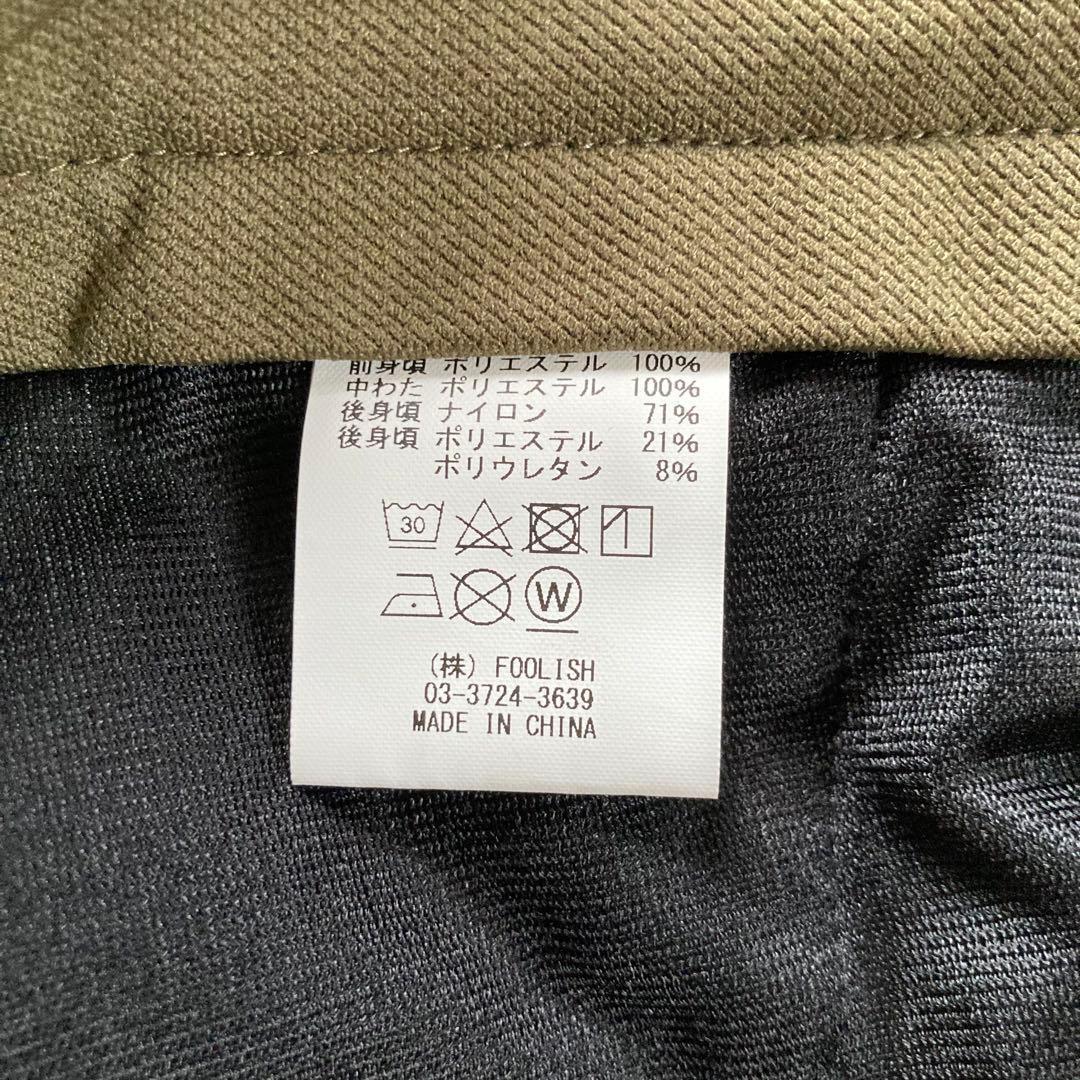 前身頃 ポリエステル 100%
中わた ポリエステル 100%
後身頃 ナイロン 71%
後身頃 ポリエステル 21%
ポリウレタン 8%
30
W
(株) FOOLISH
03-3724-3639
MADE IN CHINA